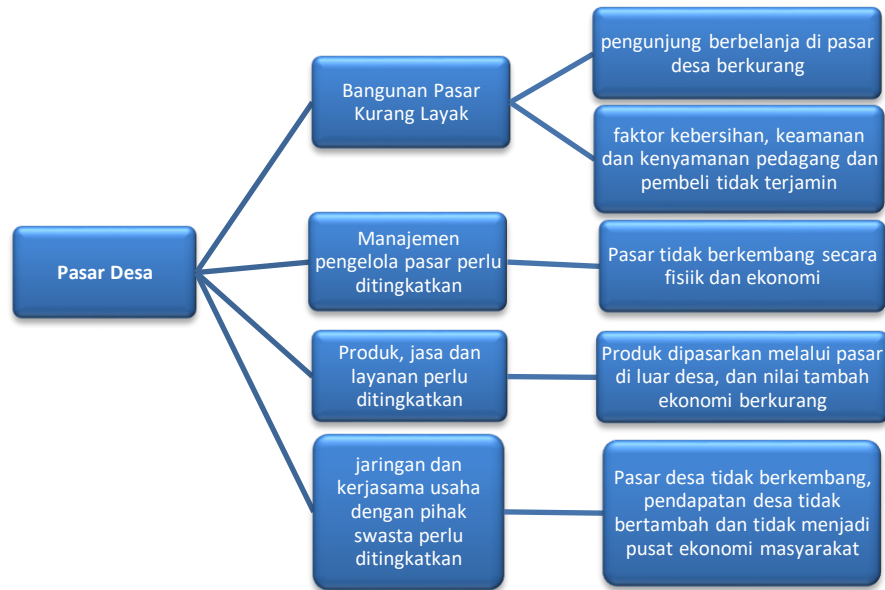 Pasar Desa
Bangunan Pasar
Kurang Layak
pengunjung berbelanja di pasar
desa berkurang
faktor kebersihan, keamanan
dan kenyamanan pedagang dan
pembeli tidak terjamin
Manajemen
pengelola pasar perlu
ditingkatkan
Pasar tidak berkembang secara
fisiik dan ekonomi
Produk, jasa dan
layanan perlu
ditingkatkan
Produk dipasarkan melalui pasar
di luar desa, dan nilai tambah
ekonomi berkurang
jaringan dan
kerjasama usaha
dengan pihak
swasta perlu
ditingkatkan
Pasar desa tidak berkembang,
pendapatan desa tidak
bertambah dan tidak menjadi
pusat ekonomi masyarakat